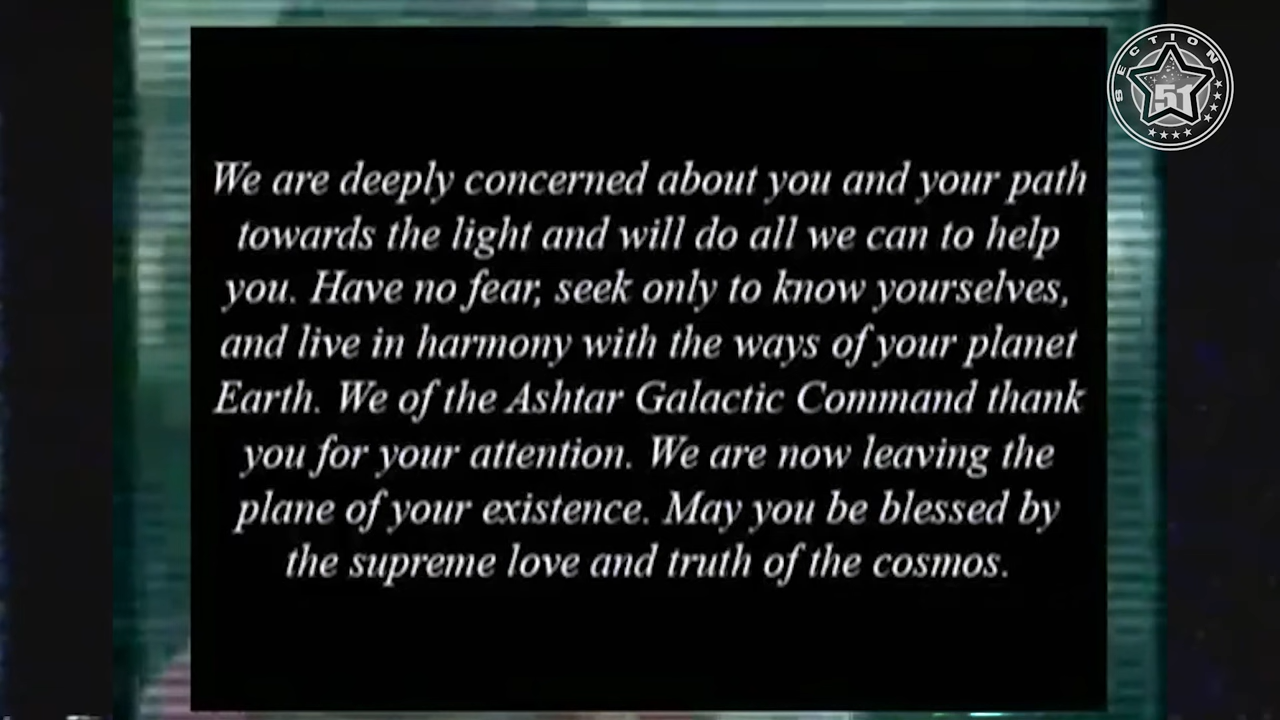 SECTION
51
We are deeply concerned about you and your path
towards the light and will do all we can to help
you. Have no fear, seek only to know yourselves,
and live in harmony with the ways of your planet
Earth. We of the Ashtar Galactic Command thank
you for your attention. We are now leaving the
plane of your existence. May you be blessed by
the supreme love and truth of the cosmos.